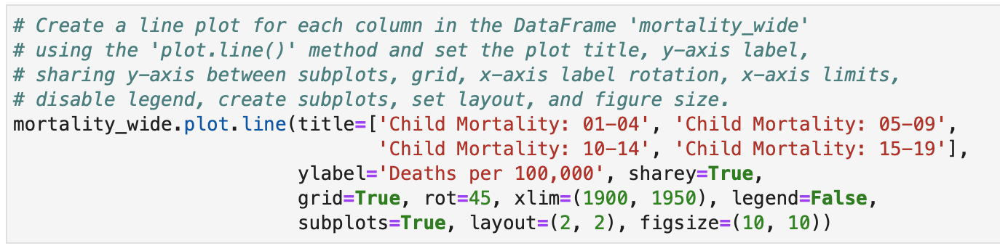 # Create a line plot for each column in the DataFrame 'mortality_wide'
# using the 'plot.line()' method and set the plot title, y-axis label,
# sharing y-axis between subplots, grid, x-axis label rotation, x-axis limits,
# disable legend, create subplots, set layout, and figure size.
mortality_wide.plot.line(title=['Child Mortality: 01-04', 'Child Mortality: 05-09',
                                'Child Mortality: 10-14', 'Child Mortality: 15-19'],
                         ylabel='Deaths per 100,000', sharey=True,
                         grid=True, rot=45, xlim=(1900, 1950), legend=False,
                         subplots=True, layout=(2, 2), figsize=(10, 10))